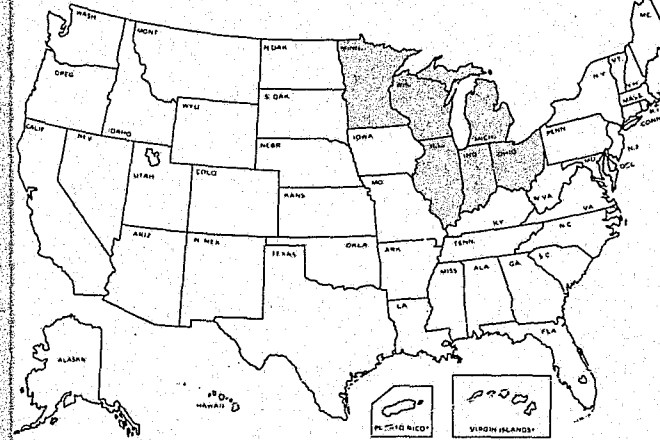 WASH
MONT
N DAK
MINN.
ME.
VT.
N.Y.
OREG
S. DAK
WIS.
MASS
CONN
WYO
MICH.
IDAHO
CALIF
NEV
NEBR
IOWA
PENN
N.J
DEL
MD
ILL.
IND
OHIO
UTAH
COLO
KANS
MO.
W.VA
VA
KY.
ARIZ
N. MEX
OKLA
ARK
TENN.
N.C
S.C
TEXAS
MISS
ALA
GA.
LA
FLA
ALASKA
HAWAII
VIRGIN ISLANDS*